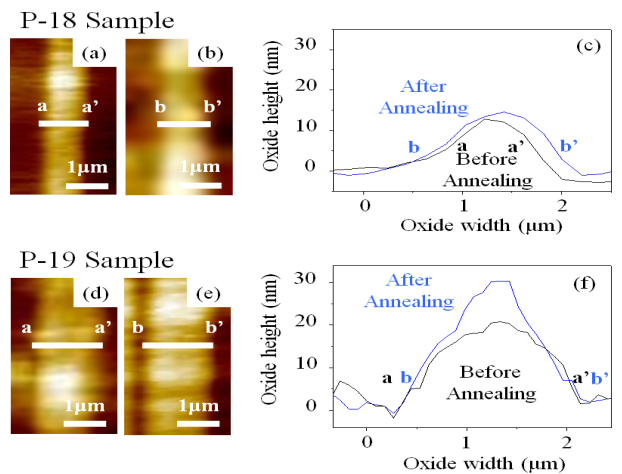 P-18 Sample
(a)
(b)
a a’
b b’
1μm
1μm
(c)
Oxide height (nm)
30
20
10
0
After
Annealing
b
a
a’
b’
Before
Annealing
0 1 2
Oxide width (μm)
P-19 Sample
(d)
(e)
a a’
b b’
1μm
1μm
(f)
Oxide height (nm)
30
20
10
0
After
Annealing
a
b
Before
Annealing
a’
b’
0 1 2
Oxide width (μm)